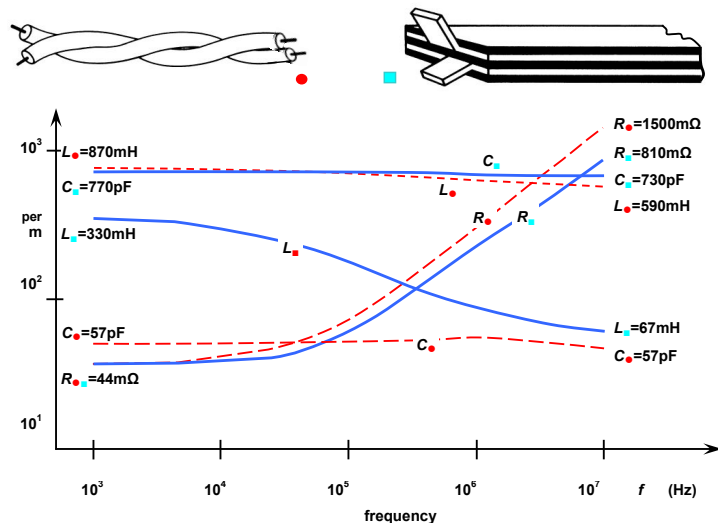 10³
L●=870mH
C■=770pF
per
m
L■=330mH
10²
C●=57pF
R●■=44mΩ
10¹
C■
L●
R●
R■
L■
C●
R●=1500mΩ
R■=810mΩ
C■=730pF
L●=590mH
L■=67mH
C●=57pF
10³ 10⁴ 10⁵ 10⁶ 10⁷ f (Hz)
frequency